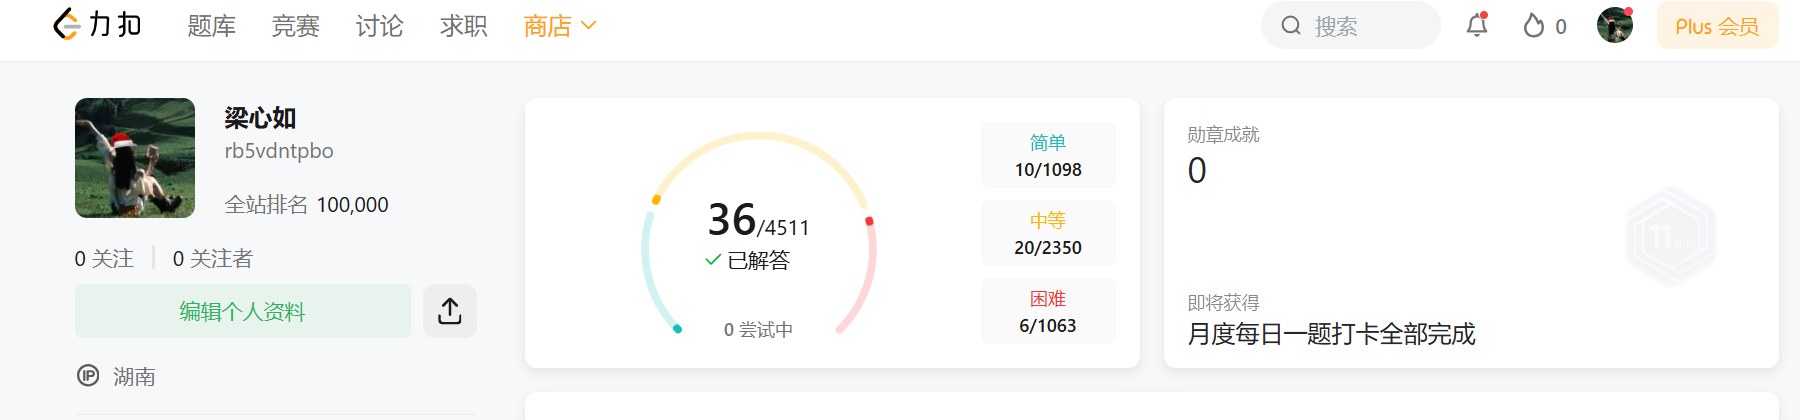 力扣 题库 竞赛 讨论 求职 商店 搜索 0 Plus 会员
梁心如
rb5vdntpbo
全站排名 100,000
0 关注 0 关注者
编辑个人资料
IP 湖南
36/4511
已解答
0 尝试中
简单
10/1098
中等
20/2350
困难
6/1063
勋章成就
0
11 NOV
即将获得
月度每日一题打卡全部完成